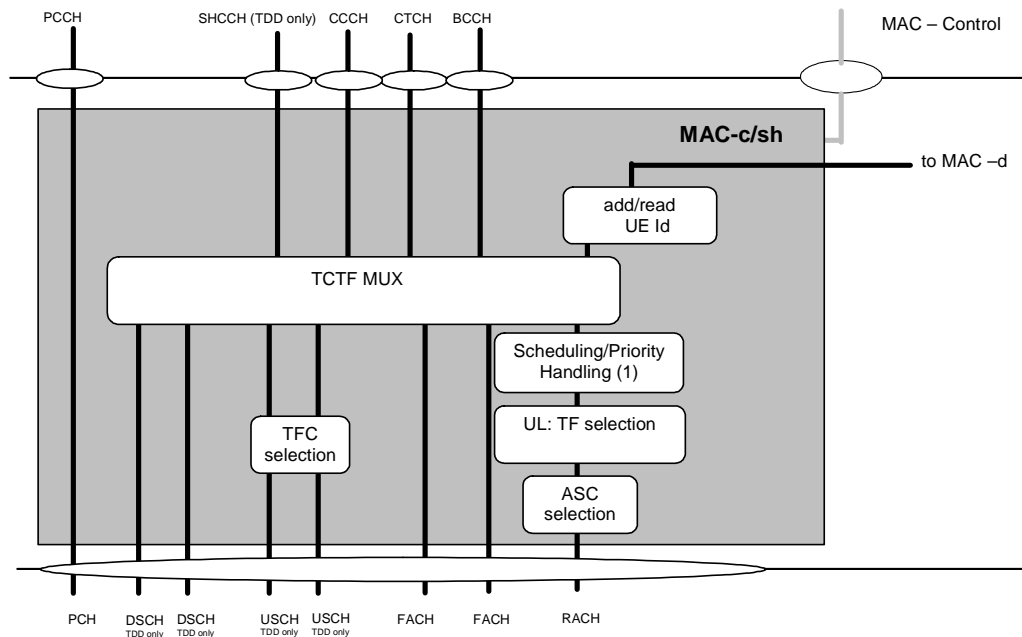 PCCH
SHCCH (TDD only)
CCCH
CTCH
BCCH
MAC – Control
MAC-c/sh
to MAC –d
add/read
UE Id
TCTF MUX
Scheduling/Priority
Handling (1)
UL: TF selection
TFC
selection
ASC
selection
PCH
DSCH
TDD only
DSCH
TDD only
USCH
TDD only
USCH
TDD only
FACH
FACH
RACH